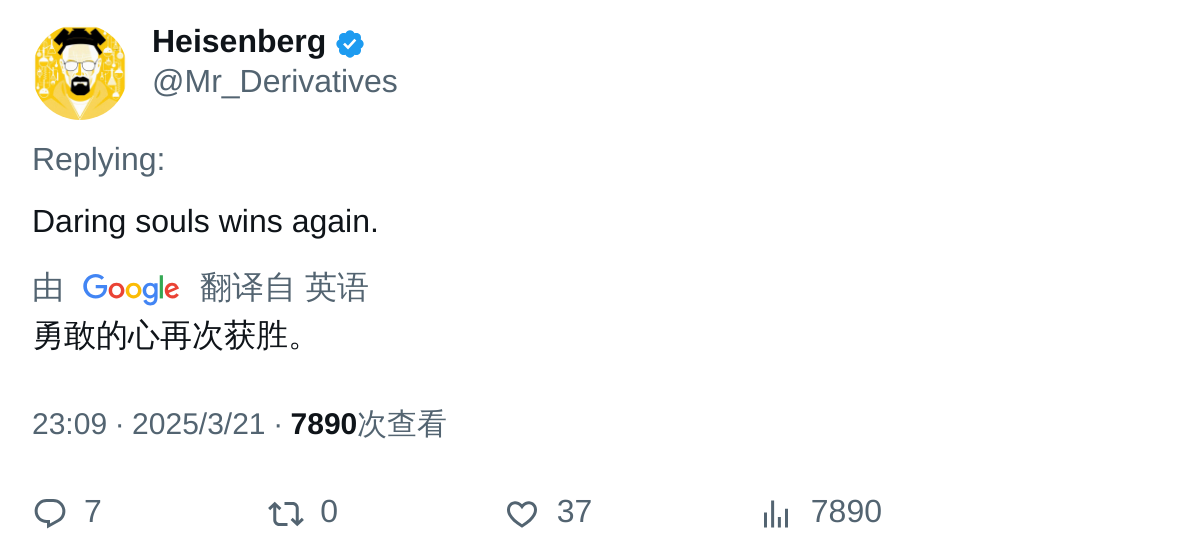 Heisenberg
@Mr_Derivatives
Replying:
Daring souls wins again.
由 Google 翻译自 英语
勇敢的心再次获胜。
23:09 · 2025/3/21 · 7890次查看
7 0 37 7890